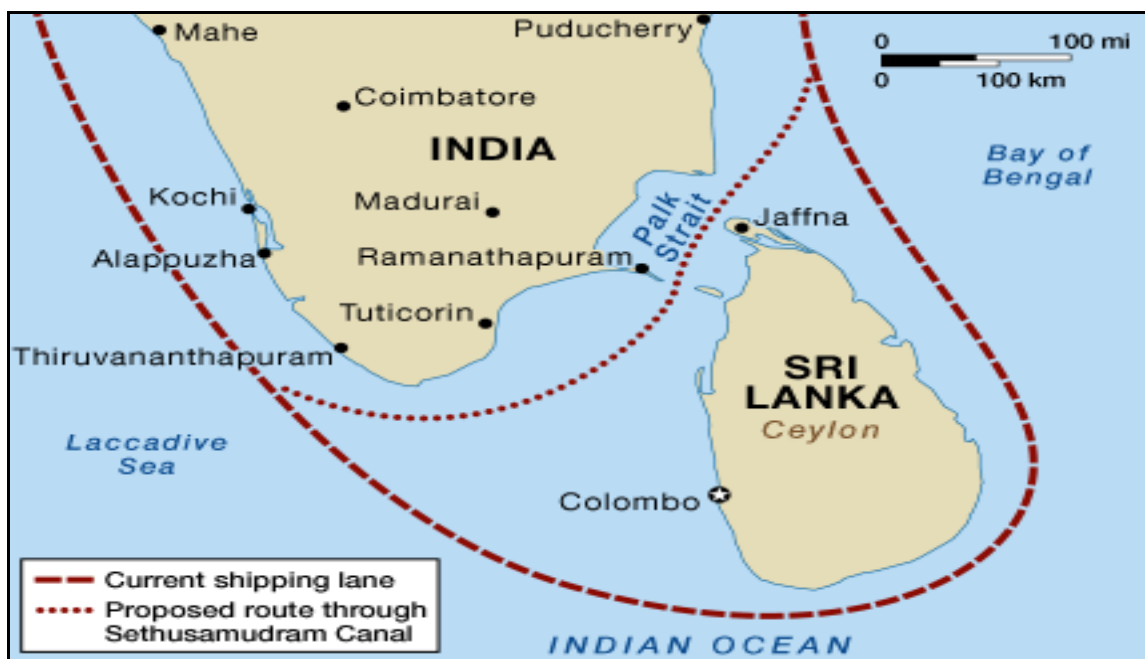 Mahe
Puducherry
0 100 mi
0 100 km
Coimbatore
INDIA
Bay of
Bengal
Kochi
Madurai
Palk
Strait
Jaffna
Alappuzha
Ramanathapuram
Tuticorin
Thiruvananthapuram
SRI
LANKA
Ceylon
Laccadive
Sea
Colombo
Current shipping lane
Proposed route through
Sethusamudram Canal
INDIAN OCEAN